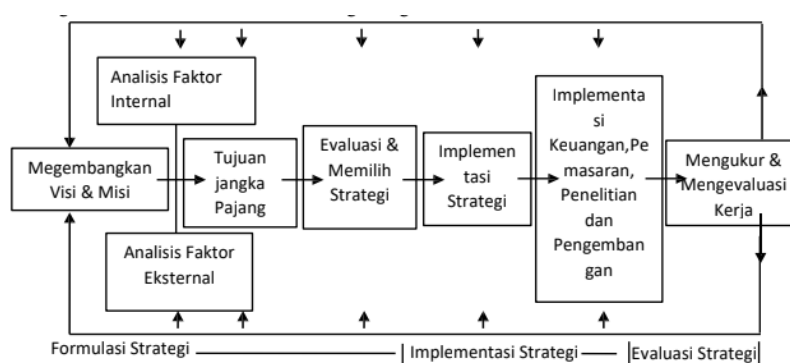 Analisis Faktor
Internal
Megembangkan
Visi & Misi
Tujuan
jangka
Pajang
Analisis Faktor
Eksternal
Evaluasi &
Memilih
Strategi
Implemen
tasi
Strategi
Implementa
si
Keuangan,Pe
masaran,
Penelitian
dan
Pengemban
gan
Mengukur &
Mengevaluasi
Kerja
Formulasi Strategi
Implementasi Strategi
Evaluasi Strategi